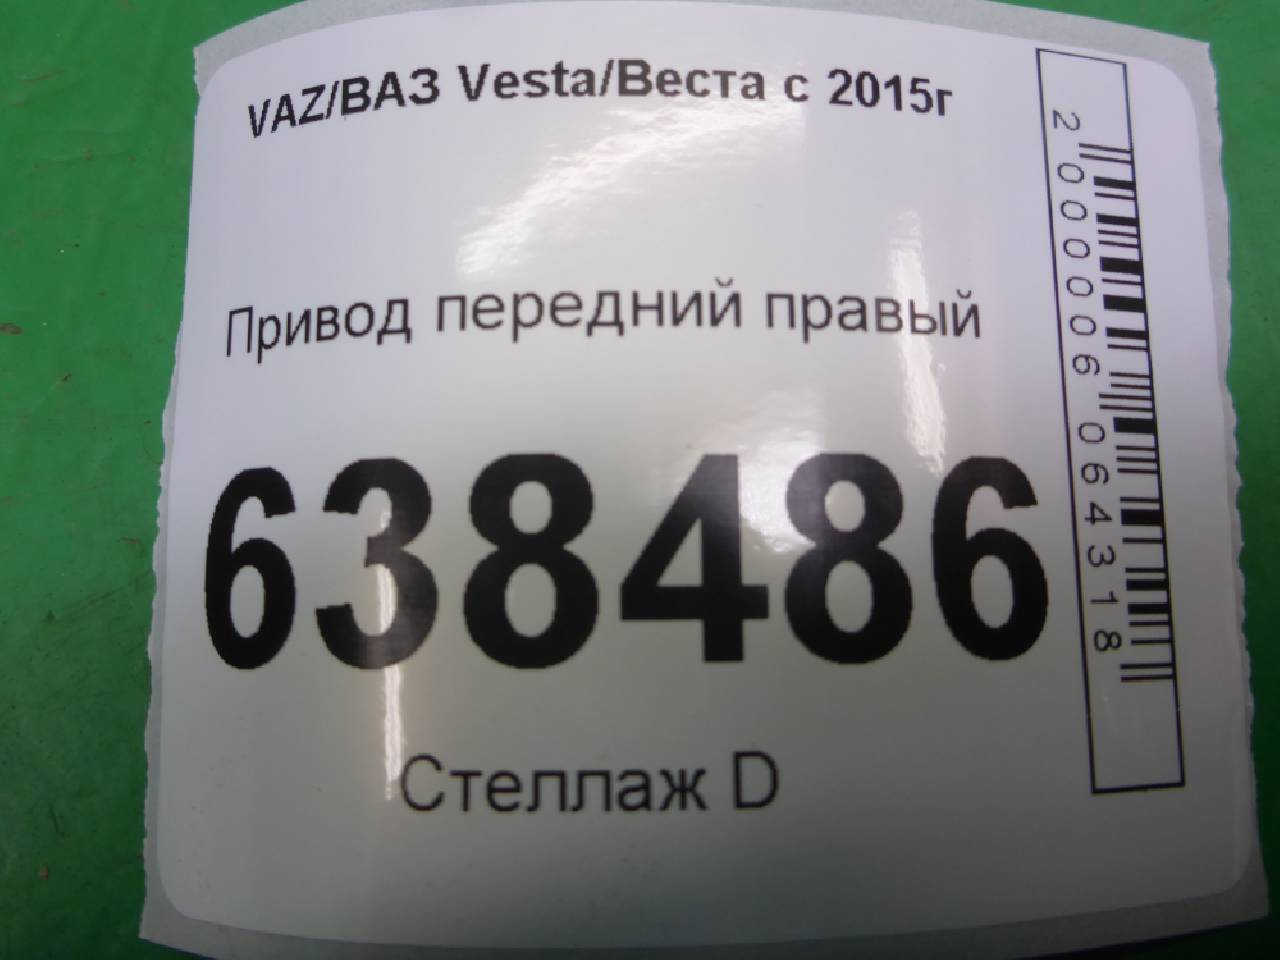 VAZ/ВАЗ Vesta/Веста с 2015г
Привод передний правый
638486
Стеллаж D
2000006064318